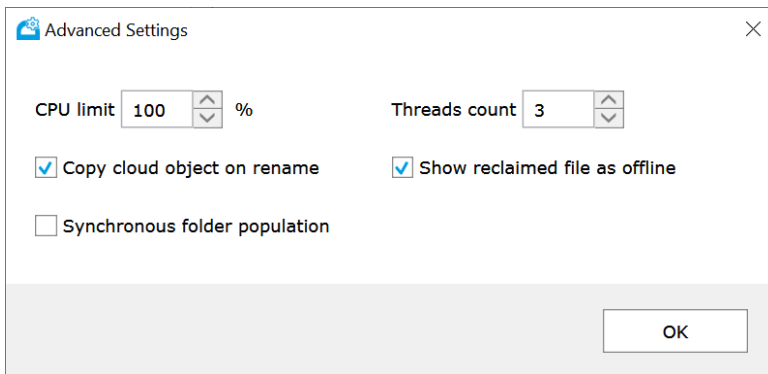 Advanced Settings
CPU limit 100 % Threads count 3
Copy cloud object on rename Show reclaimed file as offline
Synchronous folder population
OK